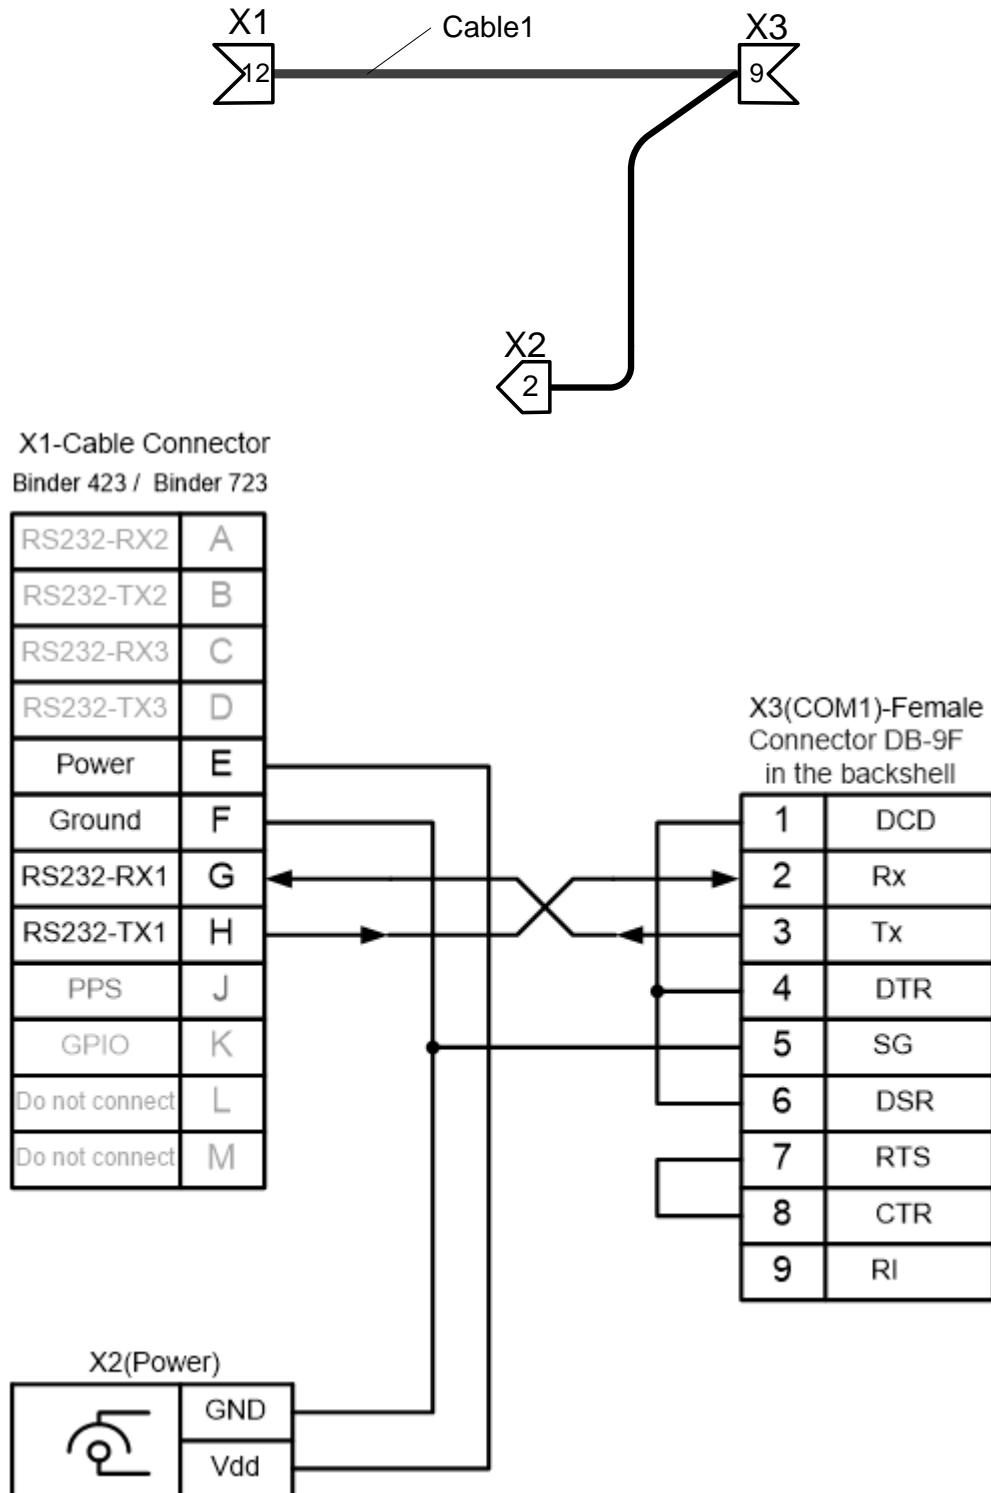 X1
Cable1
X3
12
9
X2
2
X1-Cable Connector
Binder 423 / Binder 723
RS232-RX2 A
RS232-TX2 B
RS232-RX3 C
RS232-TX3 D
Power E
Ground F
RS232-RX1 G
RS232-TX1 H
PPS J
GPIO K
Do not connect L
Do not connect M
X3(COM1)-Female
Connector DB-9F
in the backshell
1 DCD
2 Rx
3 Tx
4 DTR
5 SG
6 DSR
7 RTS
8 CTR
9 RI
X2(Power)
GND
Vdd